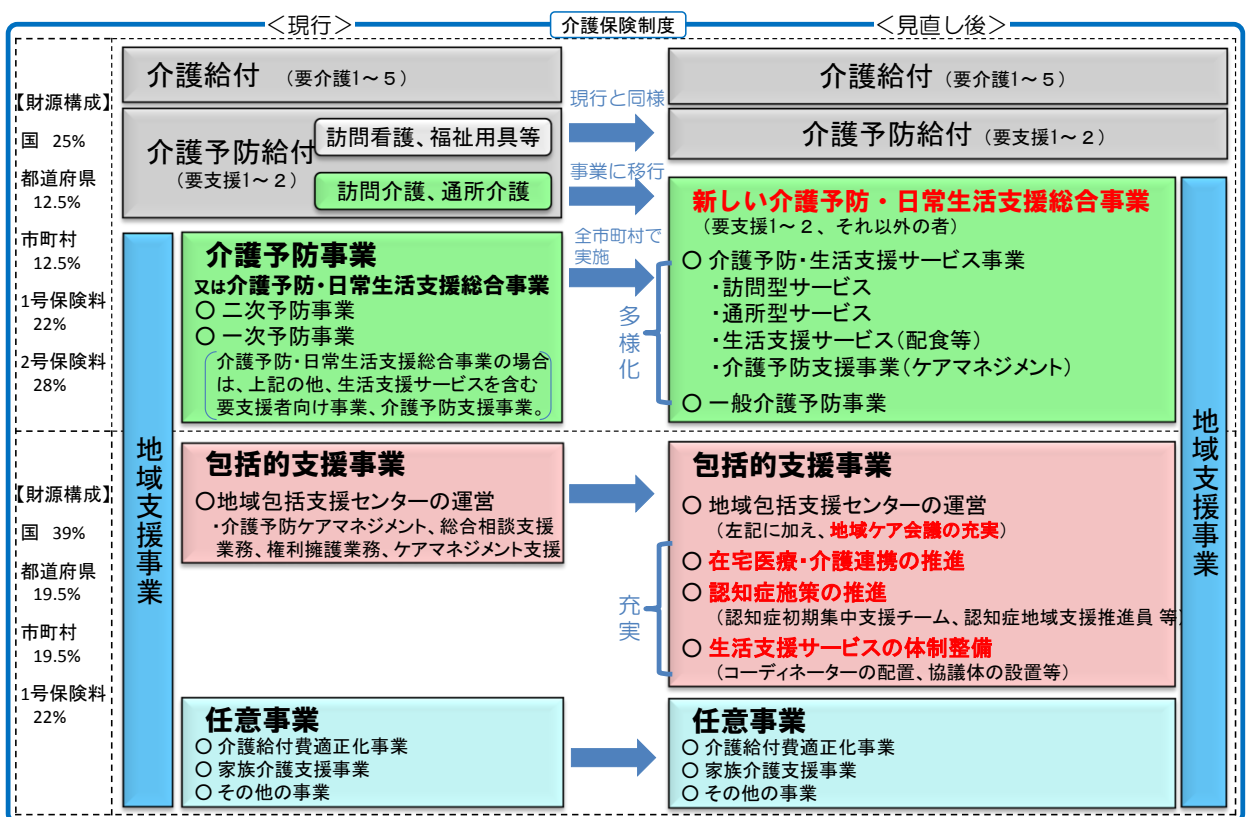 ＜現行＞
介護保険制度
＜見直し後＞
【財源構成】
国 25%
都道府県
12.5%
市町村
12.5%
1号保険料
22%
2号保険料
28%
【財源構成】
国 39%
都道府県
19.5%
市町村
19.5%
1号保険料
22%
介護給付 （要介護1～5）
介護予防給付
（要支援1～2）
訪問看護、福祉用具等
訪問介護、通所介護
地域支援事業
介護予防事業
又は介護予防・日常生活支援総合事業
○ 二次予防事業
○ 一次予防事業
介護予防・日常生活支援総合事業の場合
は、上記の他、生活支援サービスを含む
要支援者向け事業、介護予防支援事業。
包括的支援事業
○地域包括支援センターの運営
・介護予防ケアマネジメント、総合相談支援
業務、権利擁護業務、ケアマネジメント支援
任意事業
○ 介護給付費適正化事業
○ 家族介護支援事業
○ その他の事業
現行と同様
事業に移行
全市町村で
実施
多様化
充実
介護給付 （要介護1～5）
介護予防給付 （要支援1～2）
新しい介護予防・日常生活支援総合事業
（要支援1～2、それ以外の者）
○ 介護予防・生活支援サービス事業
・訪問型サービス
・通所型サービス
・生活支援サービス（配食等）
・介護予防支援事業（ケアマネジメント）
○ 一般介護予防事業
包括的支援事業
○ 地域包括支援センターの運営
（左記に加え、地域ケア会議の充実）
○ 在宅医療・介護連携の推進
○ 認知症施策の推進
（認知症初期集中支援チーム、認知症地域支援推進員 等）
○ 生活支援サービスの体制整備
（コーディネーターの配置、協議体の設置等）
任意事業
○ 介護給付費適正化事業
○ 家族介護支援事業
○ その他の事業
地域支援事業